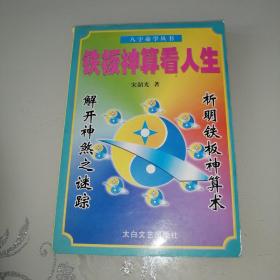 八字命学丛书
铁板神算看人生
宋韶光 著
析明铁板神算术
解开神煞之谜踪
太白文艺出版社